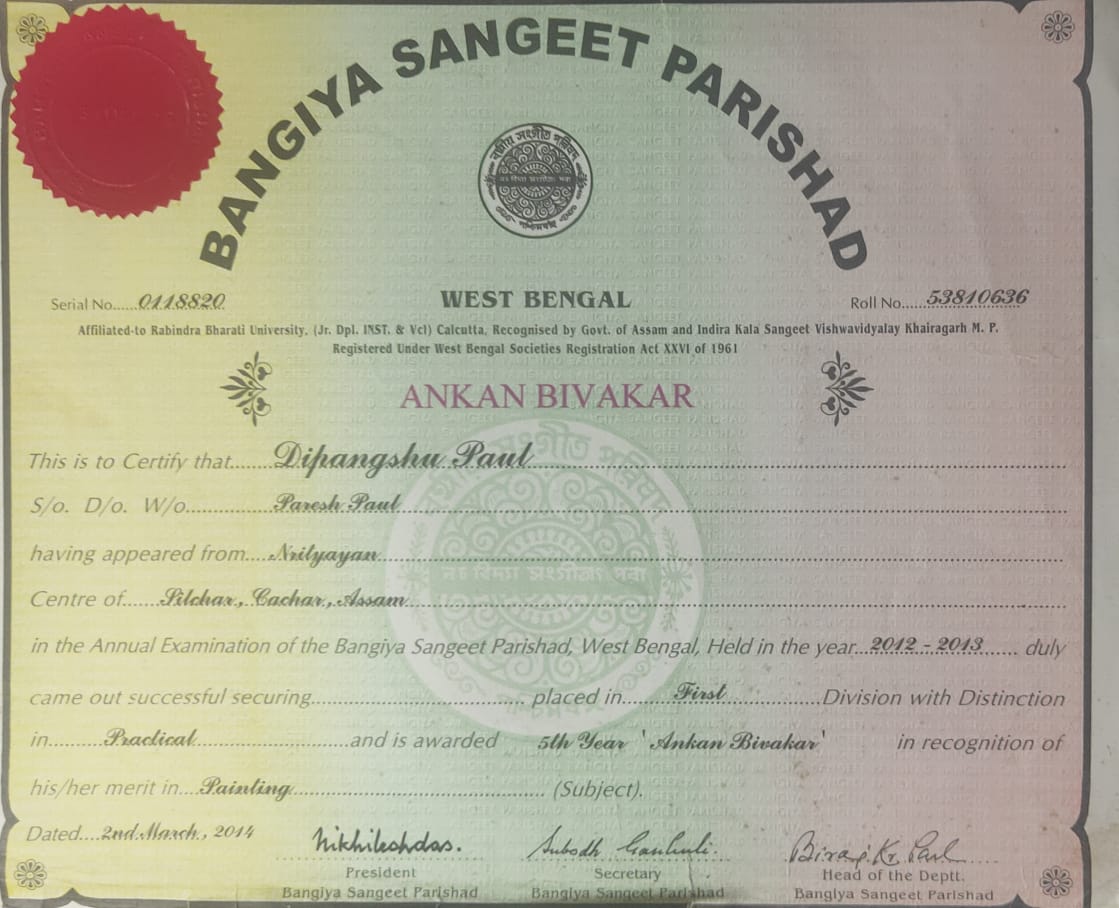 BANGIYA SANGEET PARISHAD
Serial No.....0118820
WEST BENGAL
Roll No....53810636
Affiliated-to Rabindra Bharati University, (Jr. Dpl. INST. & Vcl) Calcutta, Recognised by Govt. of Assam and Indira Kala Sangeet Vishwavidyalay Khairagarh M. P.
Registered Under West Bengal Societies Registration Act XXVI of 1961
ANKAN BIVAKAR
This is to Certify that......Dipangshu Paul
S/o. D/o. W/o..............Paresh Paul
having appeared from....Nrityayan
Centre of......Silchar, Cachar, Assam
in the Annual Examination of the Bangiya Sangeet Parishad, West Bengal, Held in the year...2012 - 2013...... duly
came out successful securing................................... placed in.........First................Division with Distinction
in.........Practical.........................and is awarded 5th Year 'Ankan Bivakar' in recognition of
his/her merit in....Painting.......................................... (Subject).
Dated....2nd March, 2014
Nikhileshdas.
Subodh Ganguli.
Biraj Kr. Paul
President
Secretary
Head of the Deptt.
Bangiya Sangeet Parishad
Bangiya Sangeet Parishad
Bangiya Sangeet Parishad